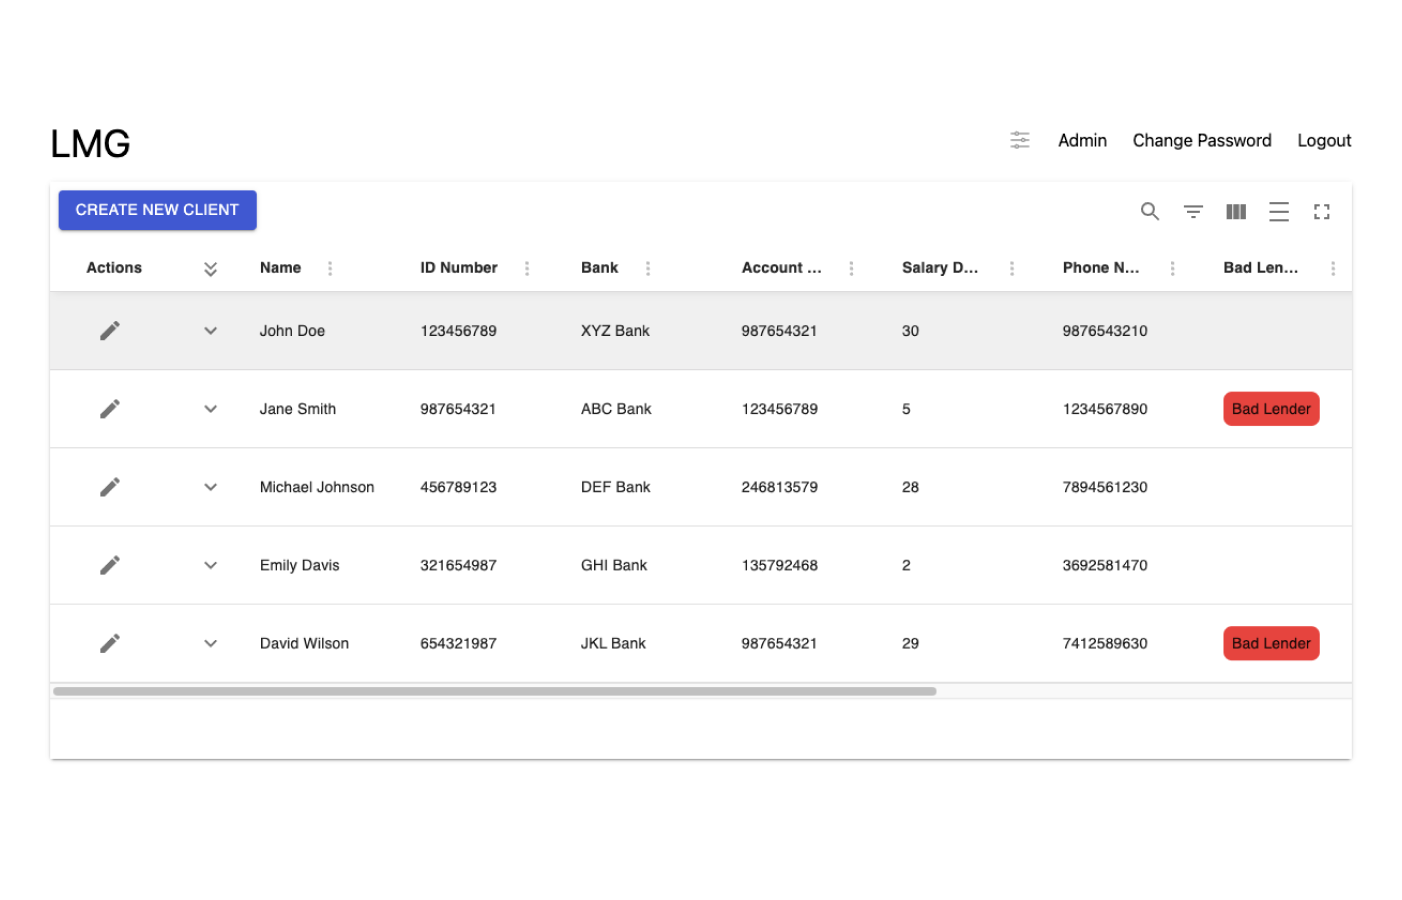 LMG
Admin Change Password Logout
CREATE NEW CLIENT
Actions Name ID Number Bank Account ... Salary D... Phone N... Bad Len...
John Doe 123456789 XYZ Bank 987654321 30 9876543210
Jane Smith 987654321 ABC Bank 123456789 5 1234567890 Bad Lender
Michael Johnson 456789123 DEF Bank 246813579 28 7894561230
Emily Davis 321654987 GHI Bank 135792468 2 3692581470
David Wilson 654321987 JKL Bank 987654321 29 7412589630 Bad Lender